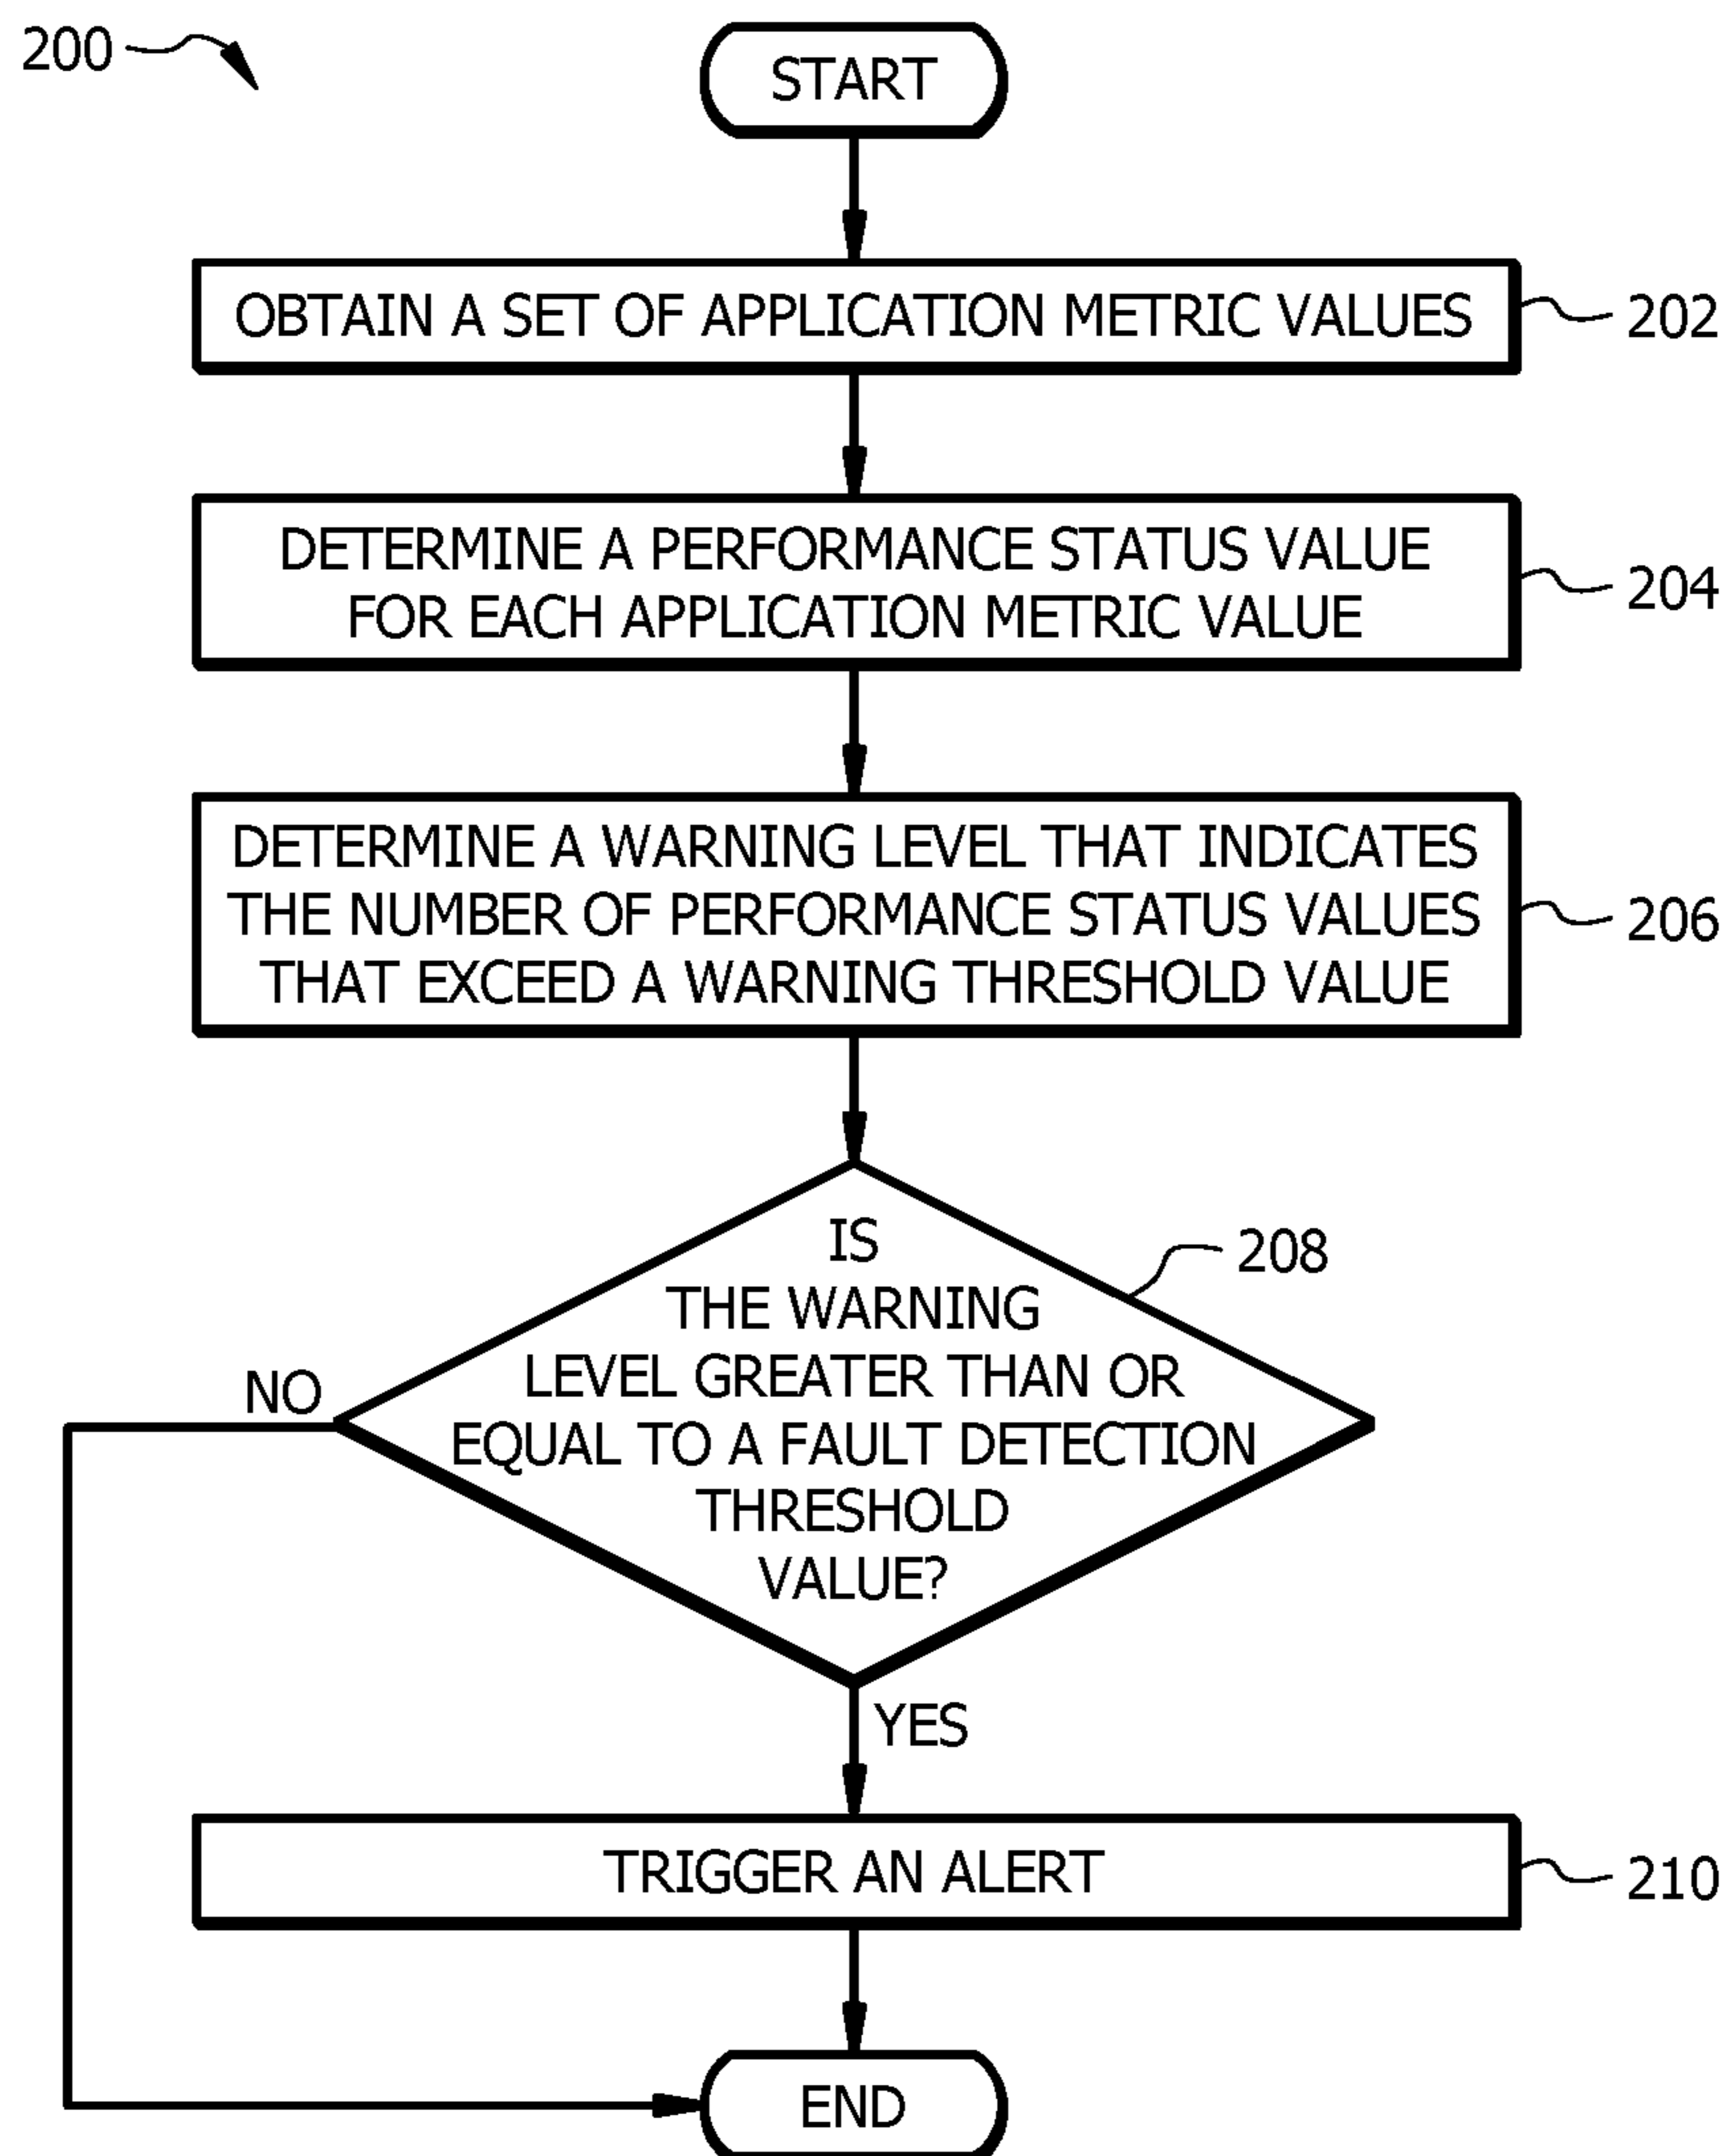 200
START
OBTAIN A SET OF APPLICATION METRIC VALUES
202
DETERMINE A PERFORMANCE STATUS VALUE
FOR EACH APPLICATION METRIC VALUE
204
DETERMINE A WARNING LEVEL THAT INDICATES
THE NUMBER OF PERFORMANCE STATUS VALUES
THAT EXCEED A WARNING THRESHOLD VALUE
206
IS
THE WARNING
LEVEL GREATER THAN OR
EQUAL TO A FAULT DETECTION
THRESHOLD
VALUE?
208
NO
YES
TRIGGER AN ALERT
210
END